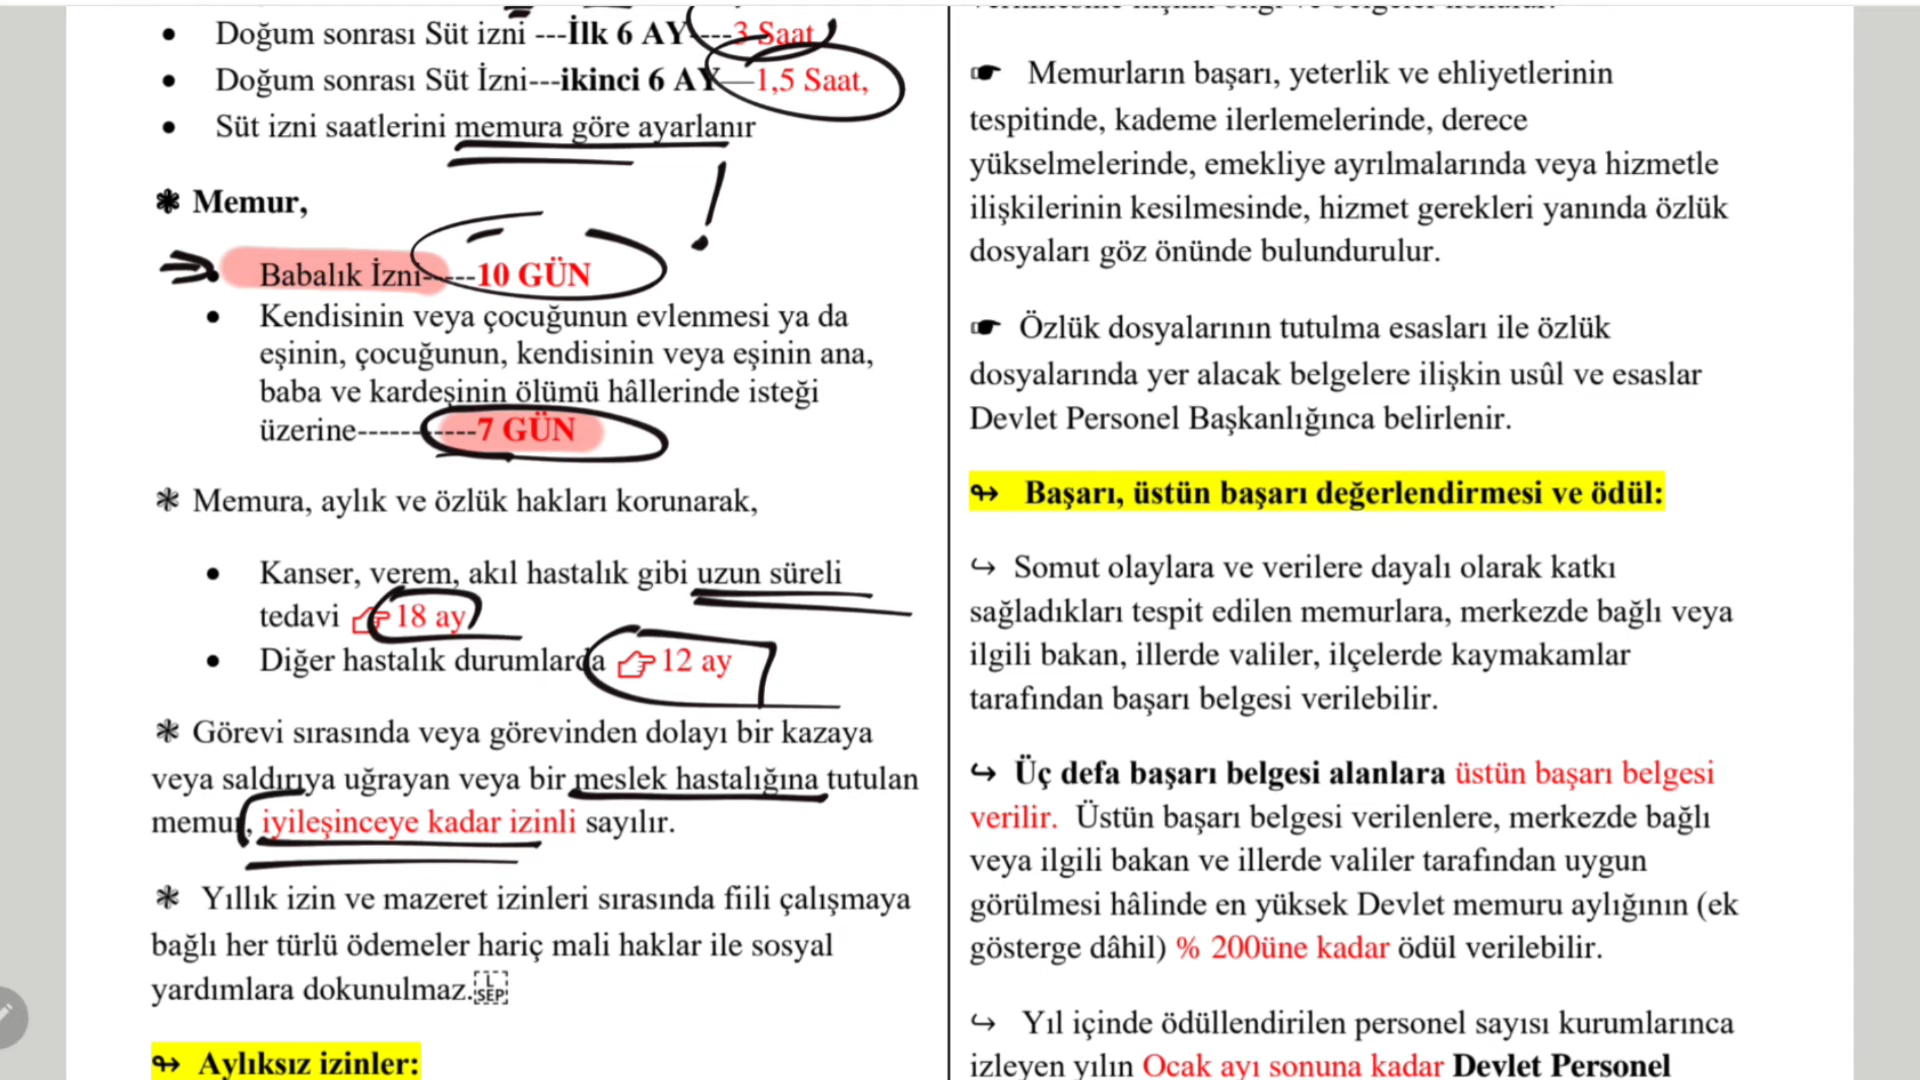 Doğum sonrası Süt izni ---İlk 6 AY----3 Saat
Doğum sonrası Süt İzni---ikinci 6 AY—1,5 Saat,
Süt izni saatlerini memura göre ayarlanır
Memur,
Babalık İzni------10 GÜN
Kendisinin veya çocuğunun evlenmesi ya da
eşinin, çocuğunun, kendisinin veya eşinin ana,
baba ve kardeşinin ölümü hâllerinde isteği
üzerine------------7 GÜN
Memura, aylık ve özlük hakları korunarak,
Kanser, verem, akıl hastalık gibi uzun süreli
tedavi 18 ay
Diğer hastalık durumlarda 12 ay
Görevi sırasında veya görevinden dolayı bir kazaya
veya saldırıya uğrayan veya bir meslek hastalığına tutulan
memur, iyileşinceye kadar izinli sayılır.
Yıllık izin ve mazeret izinleri sırasında fiili çalışmaya
bağlı her türlü ödemeler hariç mali haklar ile sosyal
yardımlara dokunulmaz. L SEP
Aylıksız izinler:
Memurların başarı, yeterlik ve ehliyetlerinin
tespitinde, kademe ilerlemelerinde, derece
yükselmelerinde, emekliye ayrılmalarında veya hizmetle
ilişkilerinin kesilmesinde, hizmet gerekleri yanında özlük
dosyaları göz önünde bulundurulur.
Özlük dosyalarının tutulma esasları ile özlük
dosyalarında yer alacak belgelere ilişkin usûl ve esaslar
Devlet Personel Başkanlığınca belirlenir.
Başarı, üstün başarı değerlendirmesi ve ödül:
Somut olaylara ve verilere dayalı olarak katkı
sağladıkları tespit edilen memurlara, merkezde bağlı veya
ilgili bakan, illerde valiler, ilçelerde kaymakamlar
tarafından başarı belgesi verilebilir.
Üç defa başarı belgesi alanlara üstün başarı belgesi
verilir. Üstün başarı belgesi verilenlere, merkezde bağlı
veya ilgili bakan ve illerde valiler tarafından uygun
görülmesi hâlinde en yüksek Devlet memuru aylığının (ek
gösterge dâhil) % 200üne kadar ödül verilebilir.
Yıl içinde ödüllendirilen personel sayısı kurumlarınca
izleyen yılın Ocak ayı sonuna kadar Devlet Personel